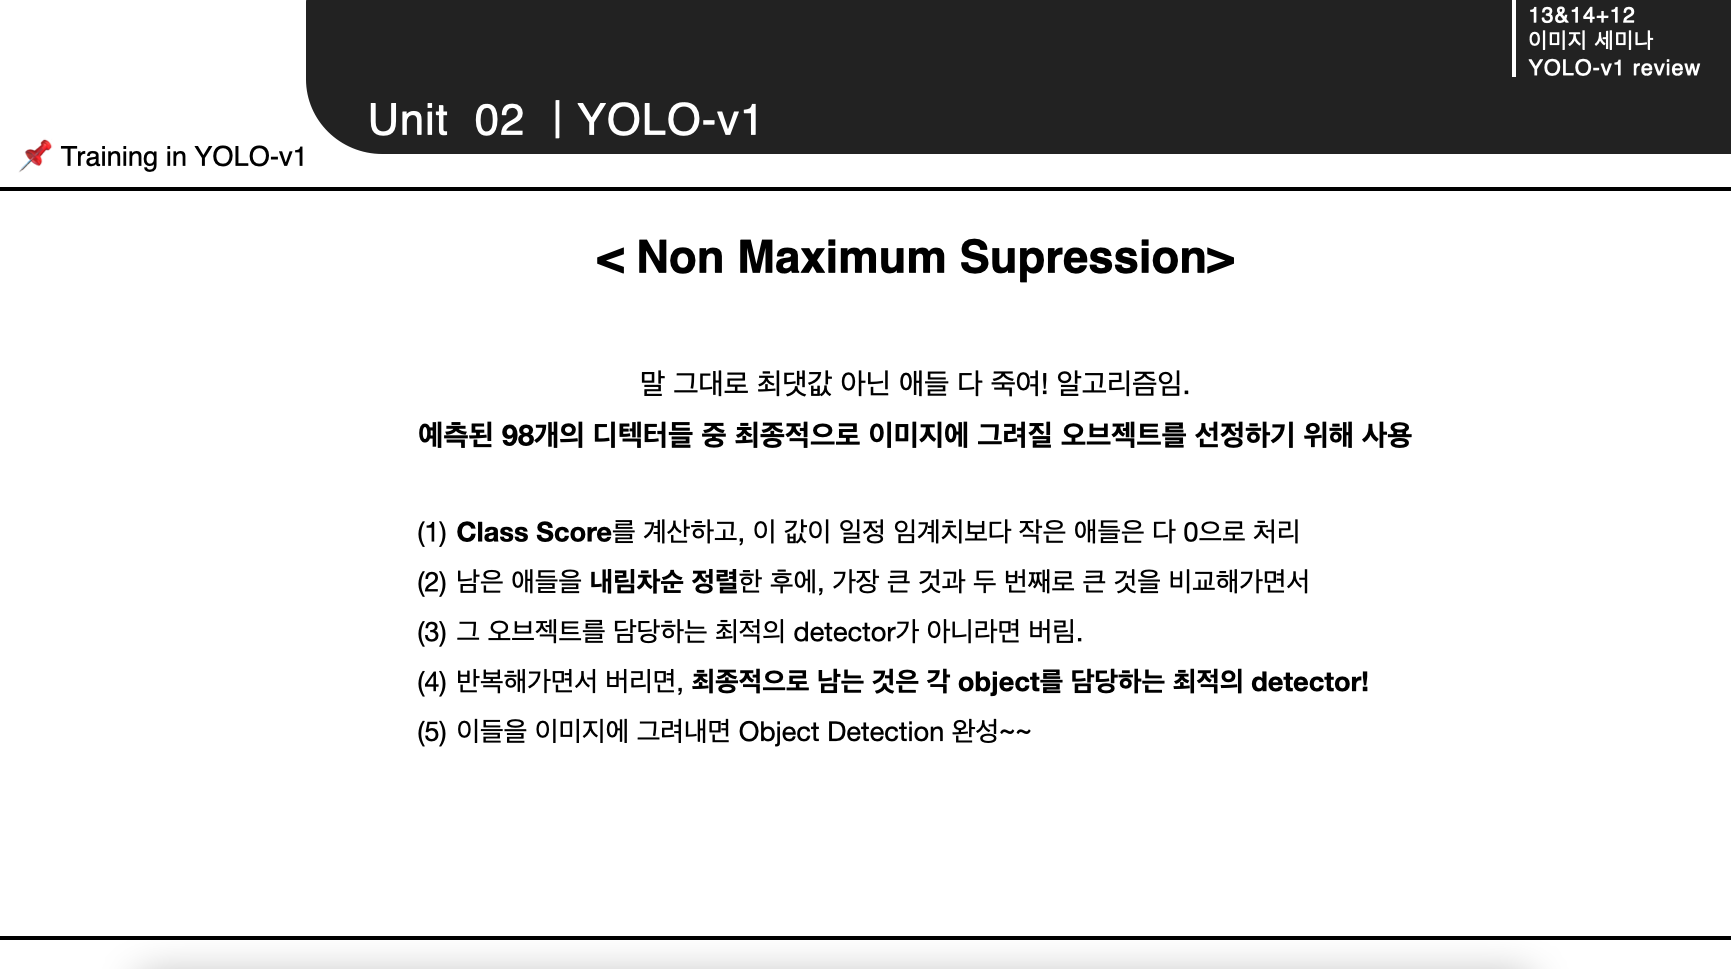 13&14+12
이미지 세미나
YOLO-v1 review
Unit 02 | YOLO-v1
📌 Training in YOLO-v1
< Non Maximum Supression>
말 그대로 최댓값 아닌 애들 다 죽여! 알고리즘임.
예측된 98개의 디텍터들 중 최종적으로 이미지에 그려질 오브젝트를 선정하기 위해 사용
(1) Class Score를 계산하고, 이 값이 일정 임계치보다 작은 애들은 다 0으로 처리
(2) 남은 애들을 내림차순 정렬한 후에, 가장 큰 것과 두 번째로 큰 것을 비교해가면서
(3) 그 오브젝트를 담당하는 최적의 detector가 아니라면 버림.
(4) 반복해가면서 버리면, 최종적으로 남는 것은 각 object를 담당하는 최적의 detector!
(5) 이들을 이미지에 그려내면 Object Detection 완성~~